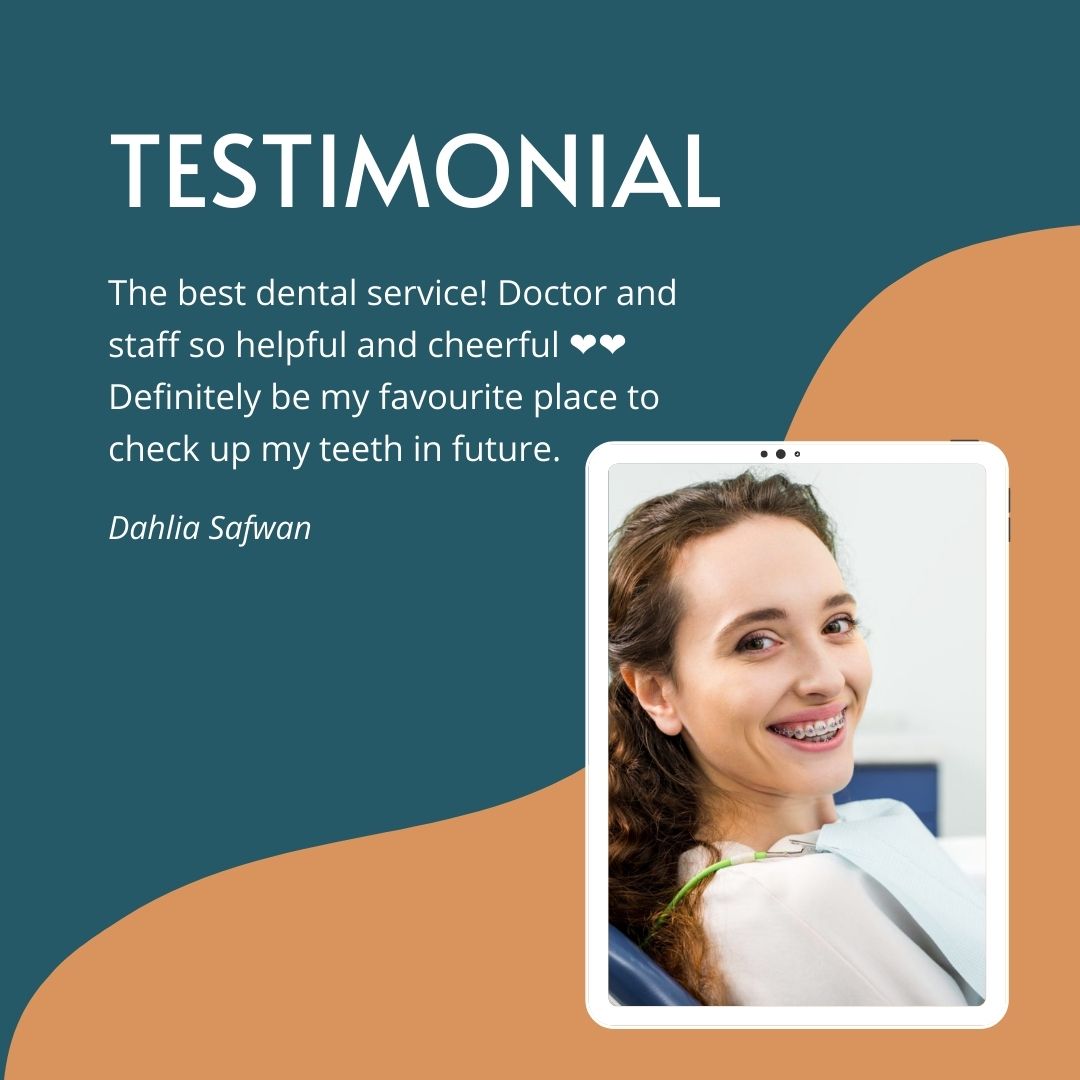 TESTIMONIAL
The best dental service! Doctor and
staff so helpful and cheerful ❤❤
Definitely be my favourite place to
check up my teeth in future.
Dahlia Safwan